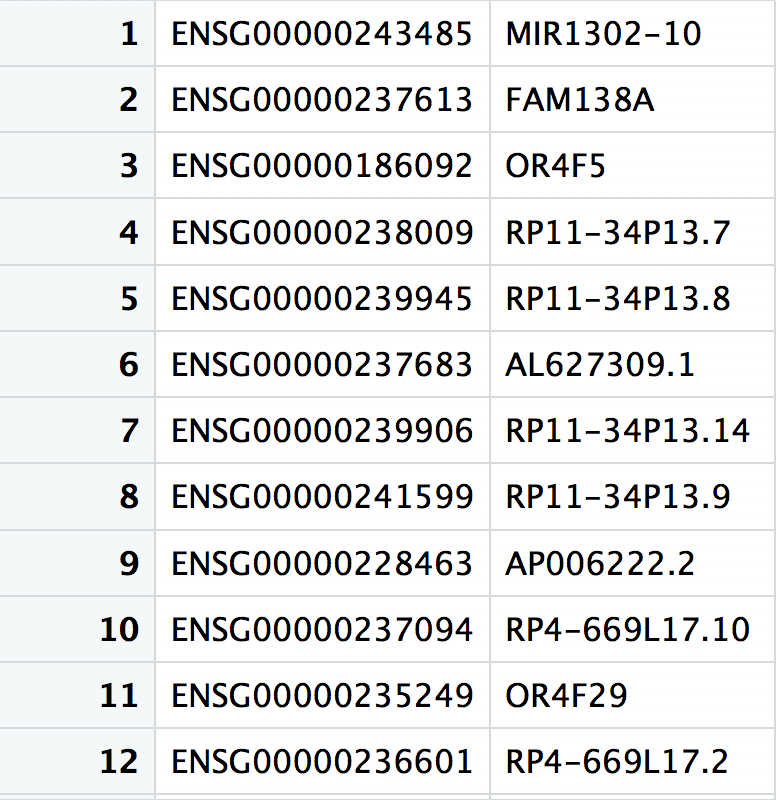 1 ENSG00000243485 MIR1302-10
2 ENSG00000237613 FAM138A
3 ENSG00000186092 OR4F5
4 ENSG00000238009 RP11-34P13.7
5 ENSG00000239945 RP11-34P13.8
6 ENSG00000237683 AL627309.1
7 ENSG00000239906 RP11-34P13.14
8 ENSG00000241599 RP11-34P13.9
9 ENSG00000228463 AP006222.2
10 ENSG00000237094 RP4-669L17.10
11 ENSG00000235249 OR4F29
12 ENSG00000236601 RP4-669L17.2